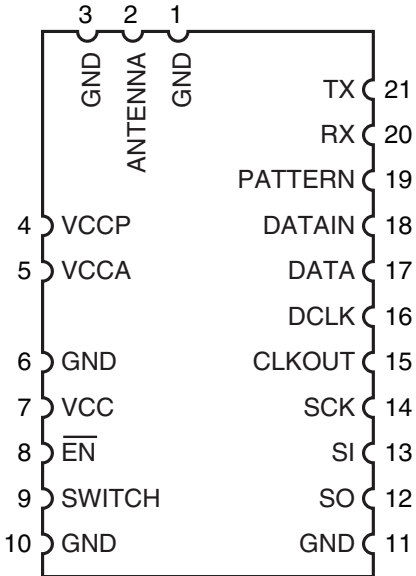 3 2 1
GND ANTENNA GND
TX 21
RX 20
PATTERN 19
4 VCCP DATAIN 18
5 VCCA DATA 17
DCLK 16
6 GND CLKOUT 15
7 VCC SCK 14
8 E̅N̅ SI 13
9 SWITCH SO 12
10 GND GND 11